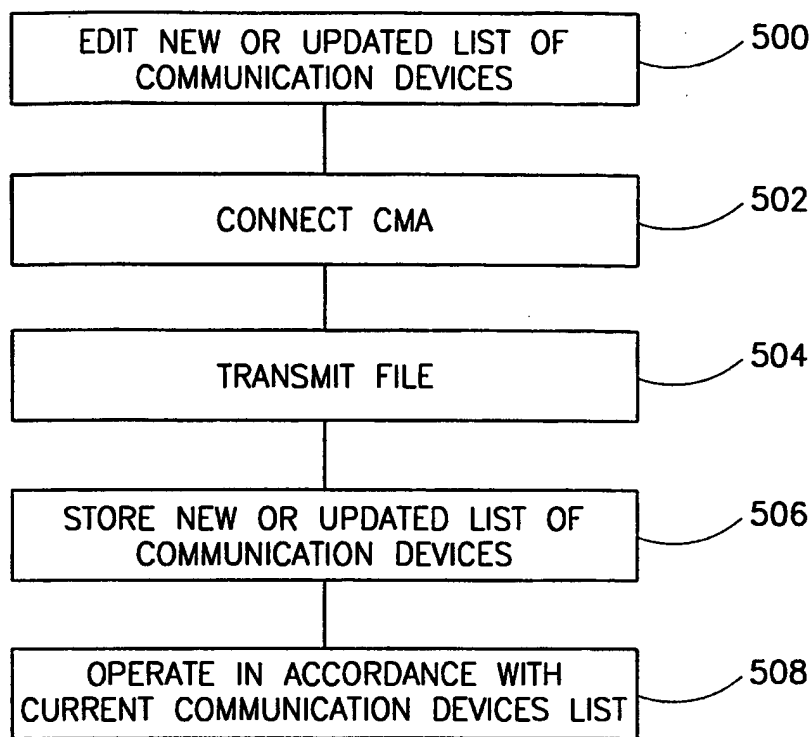 EDIT NEW OR UPDATED LIST OF
COMMUNICATION DEVICES
500
CONNECT CMA
502
TRANSMIT FILE
504
STORE NEW OR UPDATED LIST OF
COMMUNICATION DEVICES
506
OPERATE IN ACCORDANCE WITH
CURRENT COMMUNICATION DEVICES LIST
508